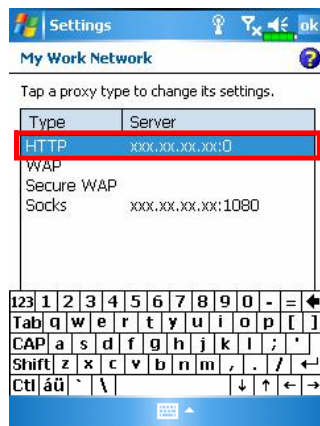 Settings ok
My Work Network ?
Tap a proxy type to change its settings.
Type Server
HTTP xxx.xx.xx.xx:0
WAP
Secure WAP
Socks xxx.xx.xx.xx:1080
123 1 2 3 4 5 6 7 8 9 0 - =
Tab q w e r t y u i o p [ ]
CAP a s d f g h j k l ; '
Shift z x c v b n m , . /
Ctl áü ` \